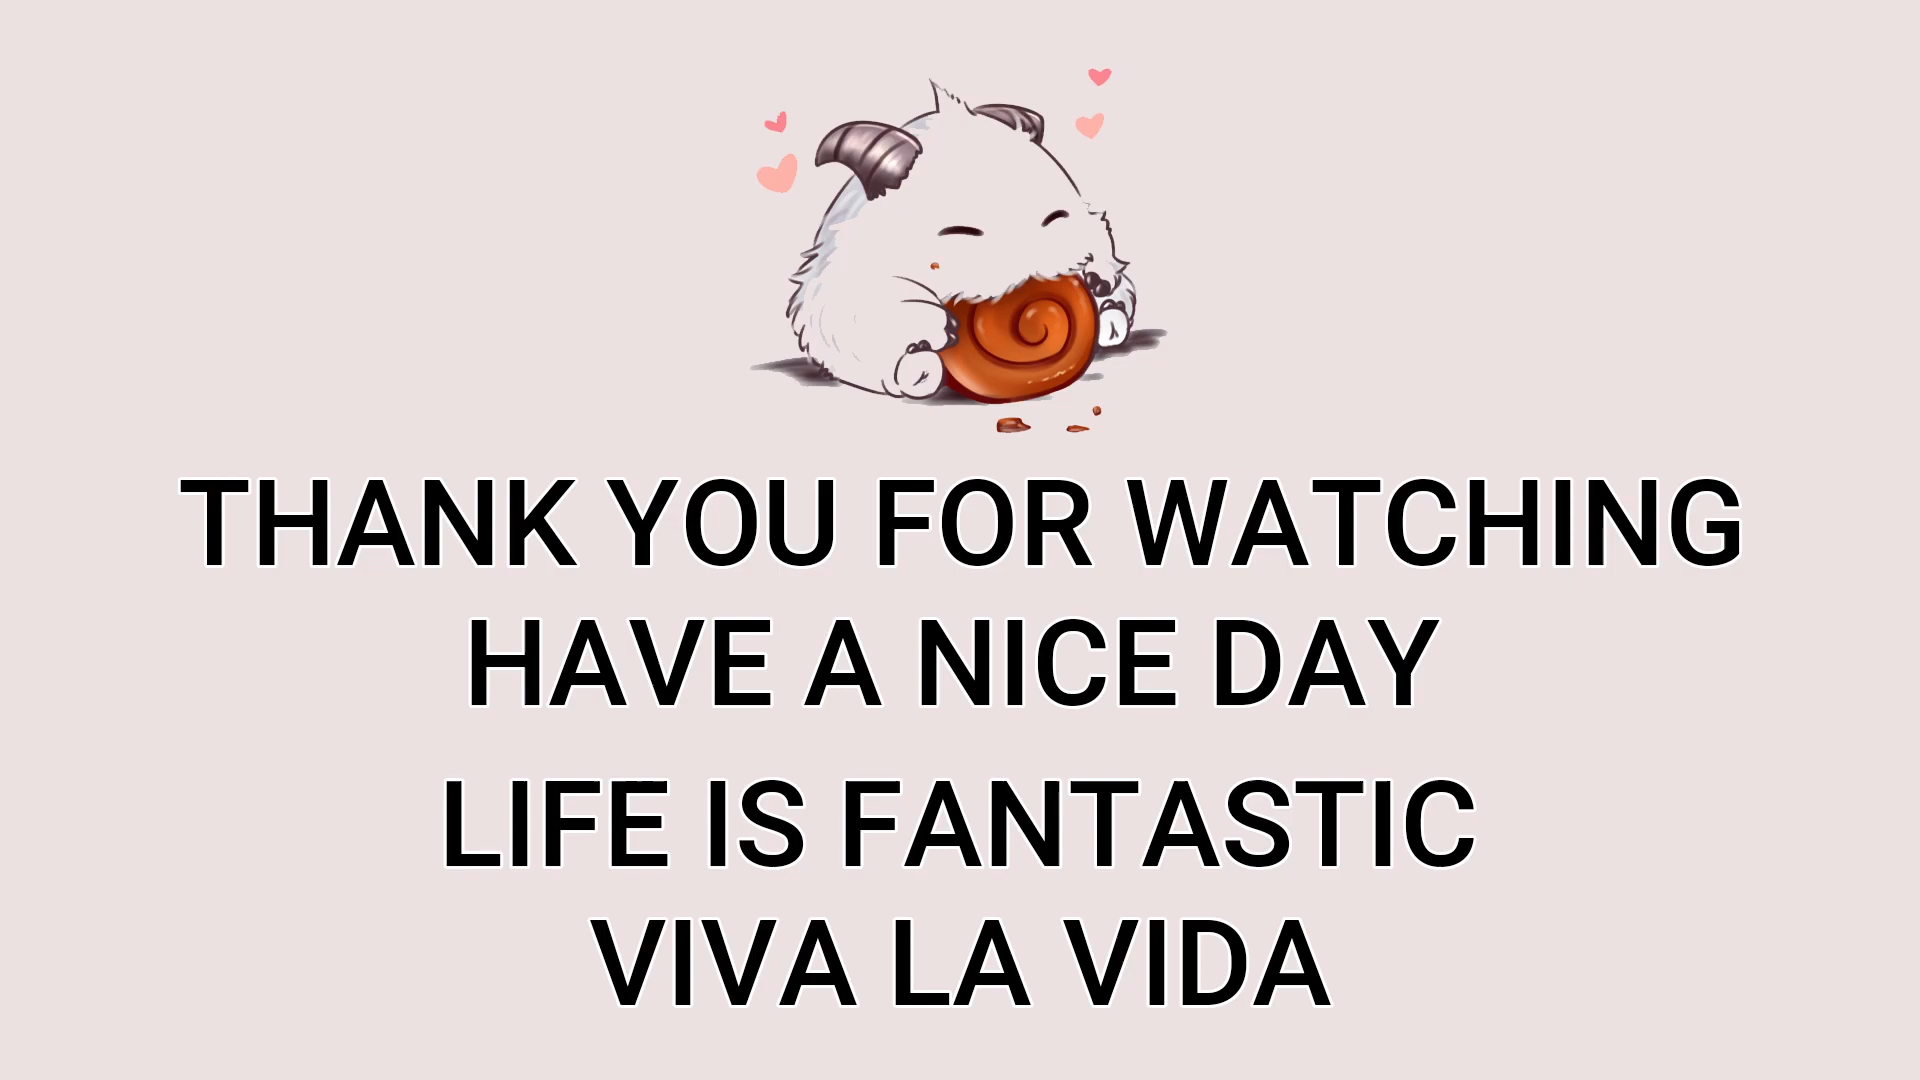 THANK YOU FOR WATCHING
HAVE A NICE DAY
LIFE IS FANTASTIC
VIVA LA VIDA